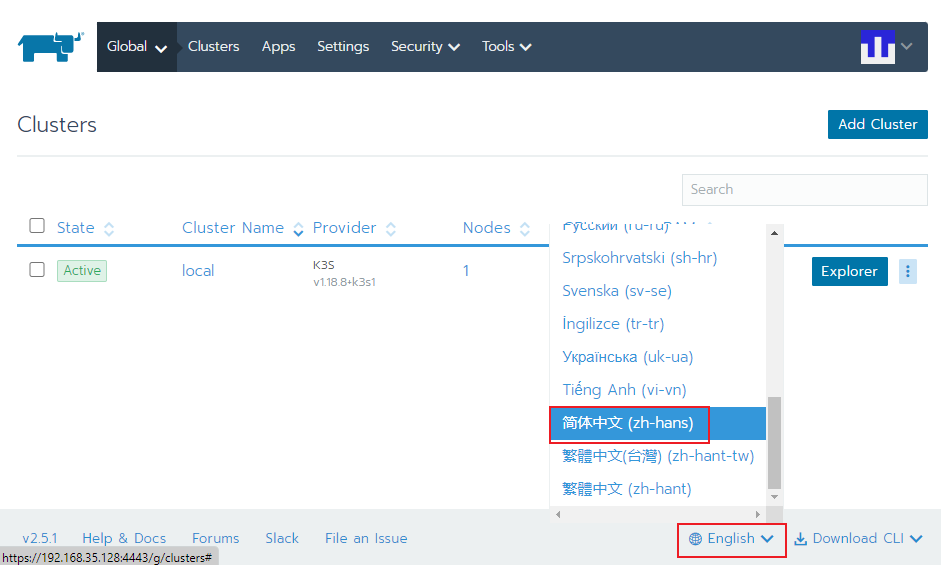 Global Clusters Apps Settings Security Tools
Clusters
Add Cluster
Search
State Cluster Name Provider Nodes
Русский (ru-ru)
Active local K3S 1 Explorer
v1.18.8+k3s1
Srpskohrvatski (sh-hr)
Svenska (sv-se)
İngilizce (tr-tr)
Українська (uk-ua)
Tiếng Anh (vi-vn)
简体中文 (zh-hans)
繁體中文(台灣) (zh-hant-tw)
繁體中文 (zh-hant)
v2.5.1 Help & Docs Forums Slack File an Issue English Download CLI
https://192.168.35.128:4443/g/clusters#